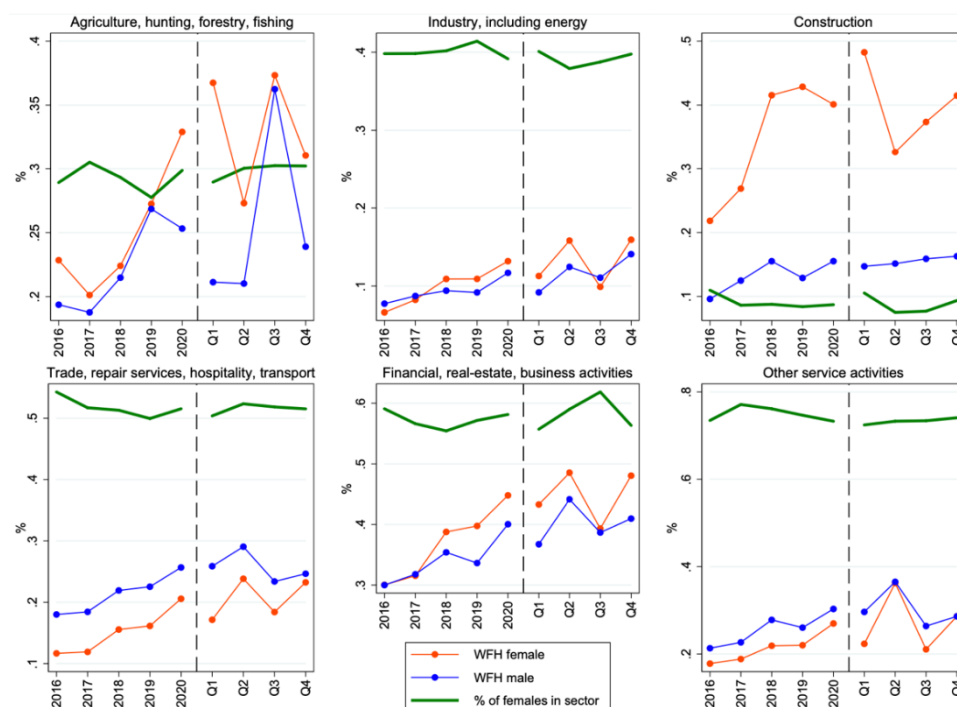 Agriculture, hunting, forestry, fishing
%
.4
.35
.3
.25
.2
2016
2017
2018
2019
2020
Q1
Q2
Q3
Q4
Industry, including energy
%
.4
.3
.2
.1
2016
2017
2018
2019
2020
Q1
Q2
Q3
Q4
Construction
%
.5
.4
.3
.2
.1
2016
2017
2018
2019
2020
Q1
Q2
Q3
Q4
Trade, repair services, hospitality, transport
%
.5
.4
.3
.2
.1
2016
2017
2018
2019
2020
Q1
Q2
Q3
Q4
Financial, real-estate, business activities
%
.6
.5
.4
.3
2016
2017
2018
2019
2020
Q1
Q2
Q3
Q4
Other service activities
%
.8
.6
.4
.2
2016
2017
2018
2019
2020
Q1
Q2
Q3
Q4
WFH female
WFH male
% of females in sector